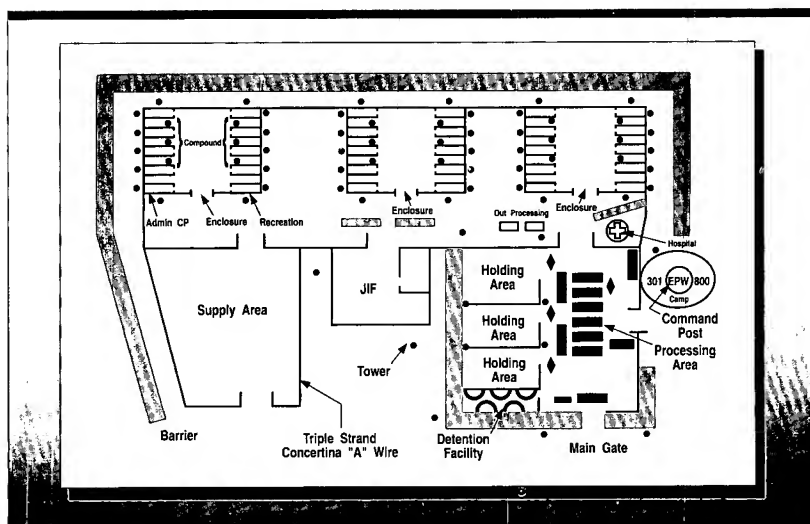 Compound
Admin CP
Enclosure
Recreation
Enclosure
Out Processing
Enclosure
Hospital
301 EPW 800
Camp
Command
Post
Processing
Area
Supply Area
JIF
Holding
Area
Holding
Area
Holding
Area
Tower
Barrier
Triple Strand
Concertina "A" Wire
Detention
Facility
Main Gate